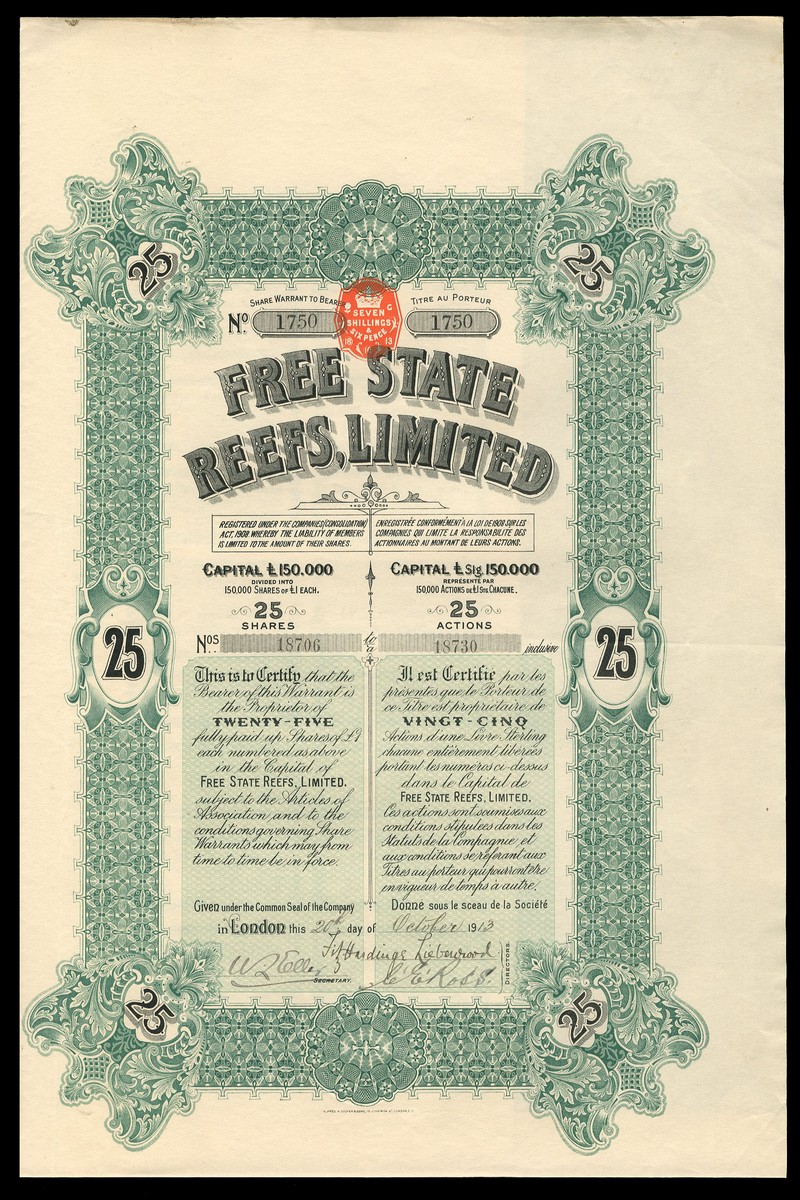 25
25
SHARE WARRANT TO BEARER
TITRE AU PORTEUR
No. 1750
1750
SEVEN
SHILLINGS
&
SIX PENCE
FREE STATE
REEFS, LIMITED
REGISTERED UNDER THE COMPANIES (CONSOLIDATION)
ACT, 1908. WHEREBY THE LIABILITY OF MEMBERS
IS LIMITED TO THE AMOUNT OF THEIR SHARES.
ENREGISTRÉE CONFORMÉMENT À LA LOI DE 1908 SUR LES
COMPAGNIES QUI LIMITE LA RESPONSABILITE DES
ACTIONNAIRES AU MONTANT DE LEURS ACTIONS.
CAPITAL £150.000
DIVIDED INTO
150,000 SHARES OF £1 EACH.
25
SHARES
CAPITAL £ Stg. 150.000
REPRÉSENTÉ PAR
150,000 ACTIONS DE £1 STG CHACUNE.
25
ACTIONS
Nos. 18706 to
à 18730 inclusive
25
25
This is to Certify that the
Bearer of this Warrant is
the Proprietor of
TWENTY-FIVE
fully paid up Shares of £1
each numbered as above
in the Capital of
FREE STATE REEFS, LIMITED.
subject to the Articles of
Association and to the
conditions governing Share
Warrants which may from
time to time be in force.
Il est Certifié par les
présentes que le Porteur de
ce Titre est propriétaire de
VINGT-CINQ
Actions d'une Livre Sterling
chacune entièrement libérées
portant les numeros ci-dessus
dans le Capital de
FREE STATE REEFS, LIMITED.
Ces actions sont soumises aux
conditions stipulées dans les
Statuts de la Compagnie et
aux conditions se référant aux
Titres au porteur qui pourront être
en vigueur de temps à autre.
Given under the Common Seal of the Company
Donné sous le sceau de la Société
in London this 20th day of October 1913
SECRETARY.
C E Ross.
DIRECTORS.
25
25